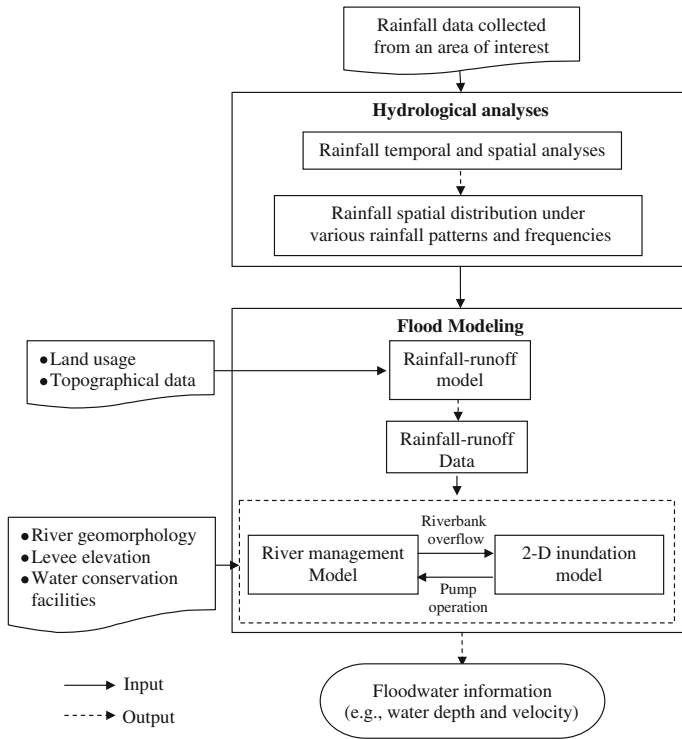 Rainfall data collected
from an area of interest
Hydrological analyses
Rainfall temporal and spatial analyses
Rainfall spatial distribution under
various rainfall patterns and frequencies
Flood Modeling
●Land usage
●Topographical data
Rainfall-runoff
model
Rainfall-runoff
Data
●River geomorphology
●Levee elevation
●Water conservation
facilities
River management
Model
Riverbank
overflow
Pump
operation
2-D inundation
model
Input
Output
Floodwater information
(e.g., water depth and velocity)